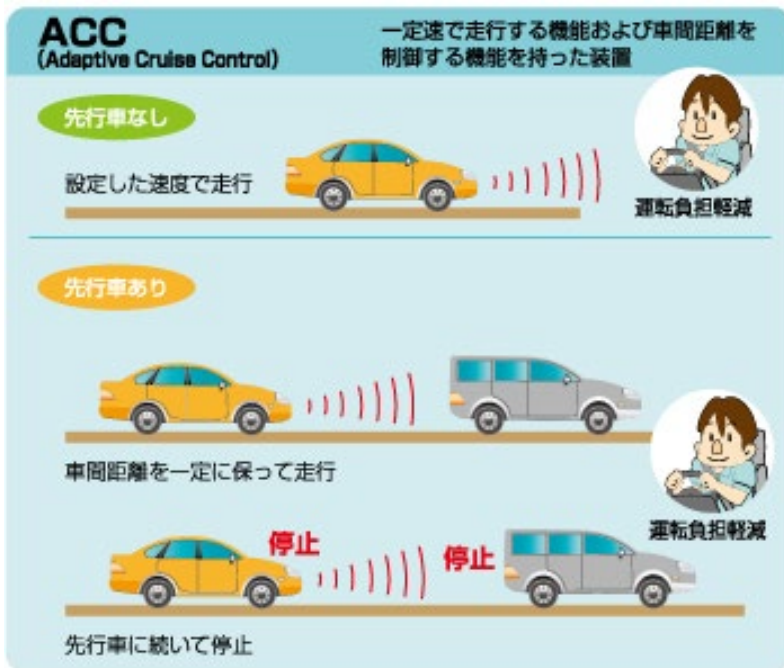 ACC
(Adaptive Cruise Control)
一定速で走行する機能および車間距離を
制御する機能を持った装置
先行車なし
設定した速度で走行
運転負担軽減
先行車あり
車間距離を一定に保って走行
運転負担軽減
停止
停止
先行車に続いて停止